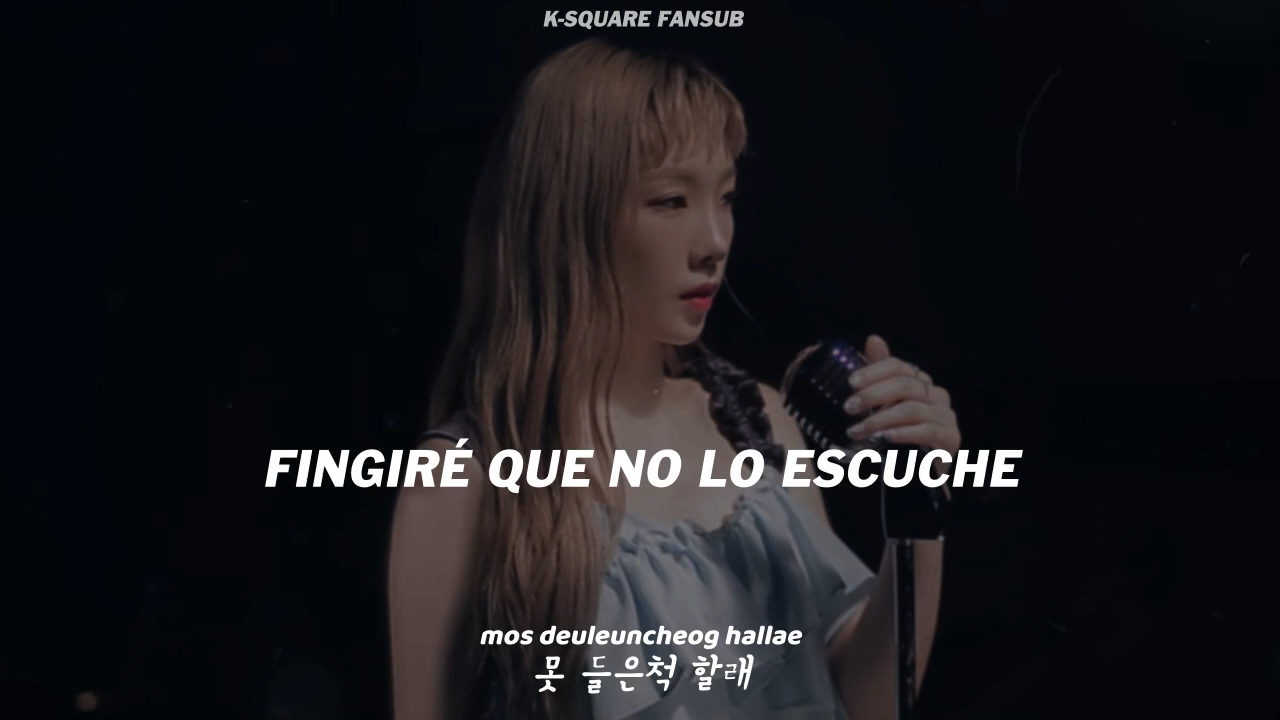 K-SQUARE FANSUB
FINGIRÉ QUE NO LO ESCUCHE
mos deuleuncheog hallae
못 들은척 할래